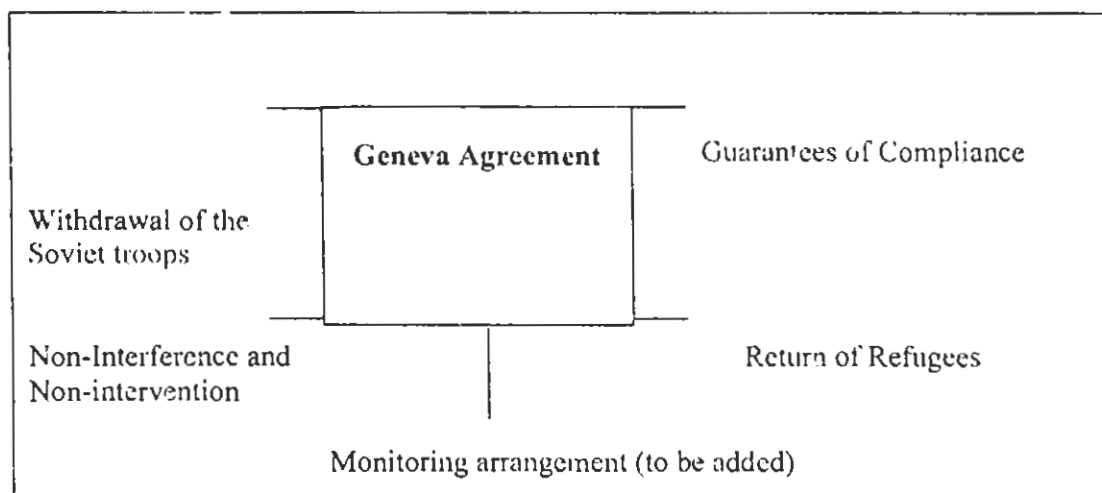 Geneva Agreement
Guarantees of Compliance
Withdrawal of the
Soviet troops
Non-Interference and
Non-intervention
Return of Refugees
Monitoring arrangement (to be added)